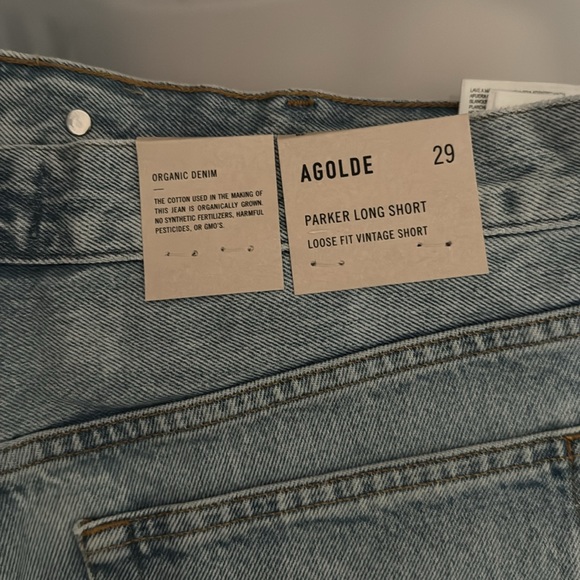 ORGANIC DENIM
THE COTTON USED IN THE MAKING OF
THIS JEAN IS ORGANICALLY GROWN.
NO SYNTHETIC FERTILIZERS, HARMFUL
PESTICIDES, OR GMO'S.
AGOLDE 29
PARKER LONG SHORT
LOOSE FIT VINTAGE SHORT